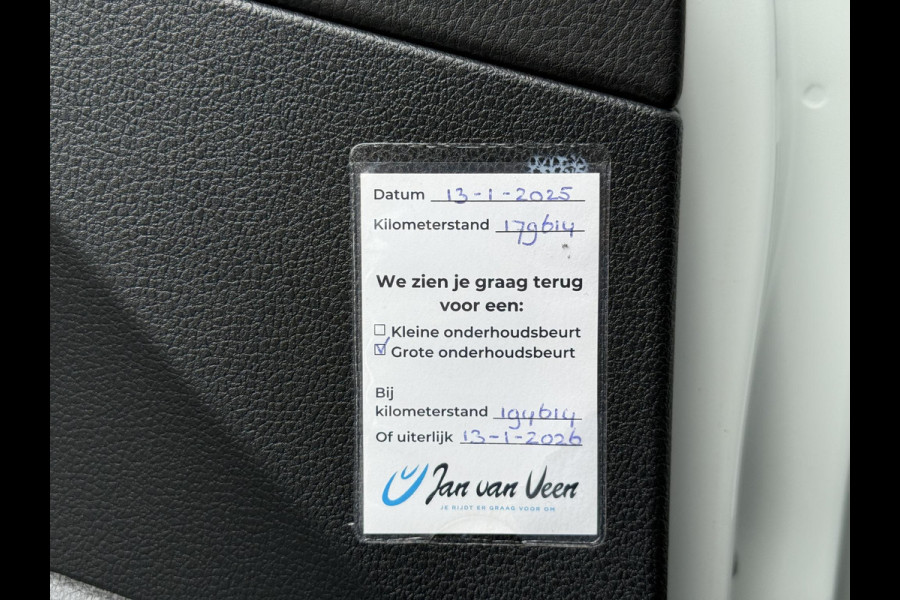 Datum 13-1-2025
Kilometerstand 179614
We zien je graag terug
voor een:
☐ Kleine onderhoudsbeurt
☑ Grote onderhoudsbeurt
Bij
kilometerstand 194614
Of uiterlijk 13-1-2026
Jan van Veen
JE RIJDT ER GRAAG VOOR OM